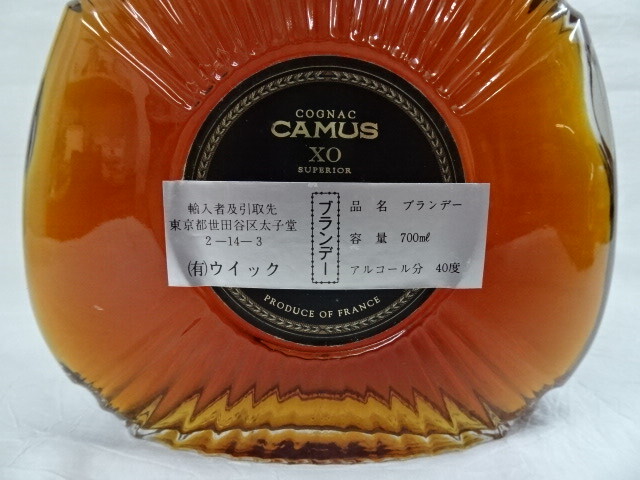 COGNAC
CAMUS
XO
SUPERIOR
輸入者及引取先
東京都世田谷区太子堂
2―14―3
㈲ウイック
ブランデー
品 名 ブランデー
容 量 700㎖
アルコール分 40度
PRODUCE OF FRANCE